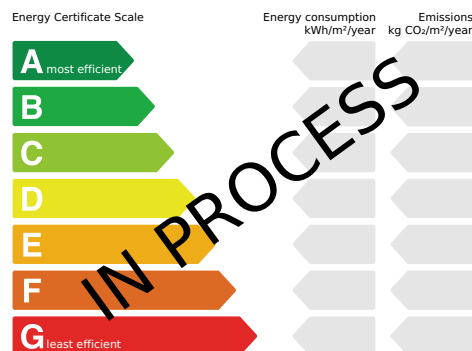 Energy Certificate Scale
Energy consumption
kWh/m²/year
Emissions
kg CO₂/m²/year
A most efficient
B
C
D
E
F
G least efficient
IN PROCESS